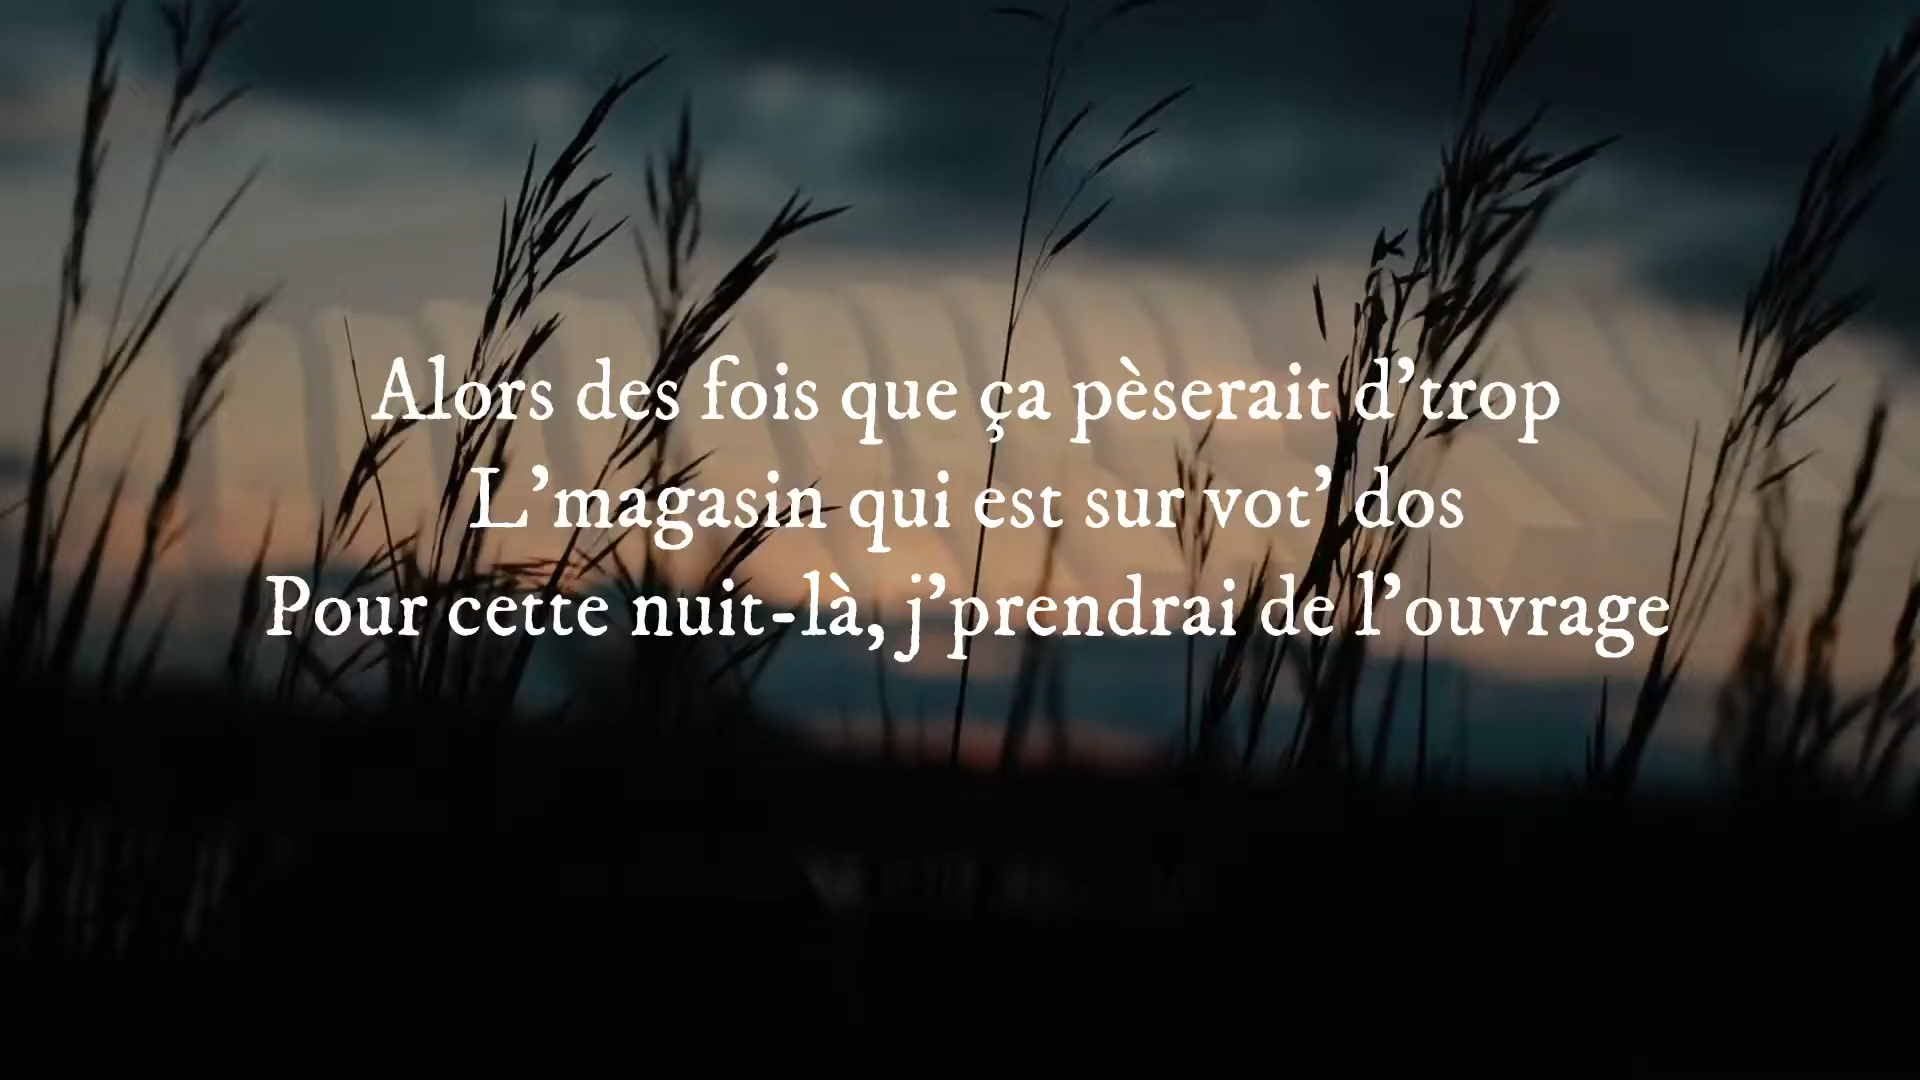 Alors des fois que ça pèserait d’trop
L’magasin qui est sur vot’ dos
Pour cette nuit-là, j’prendrai de l’ouvrage